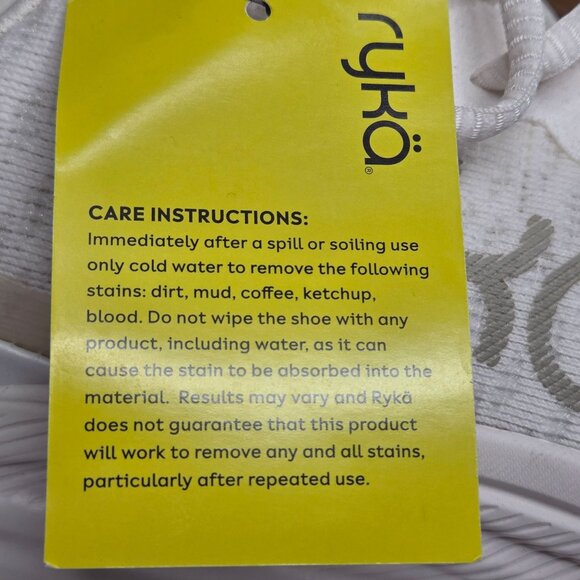 rykä®
CARE INSTRUCTIONS:
Immediately after a spill or soiling use
only cold water to remove the following
stains: dirt, mud, coffee, ketchup,
blood. Do not wipe the shoe with any
product, including water, as it can
cause the stain to be absorbed into the
material. Results may vary and Rykä
does not guarantee that this product
will work to remove any and all stains,
particularly after repeated use.